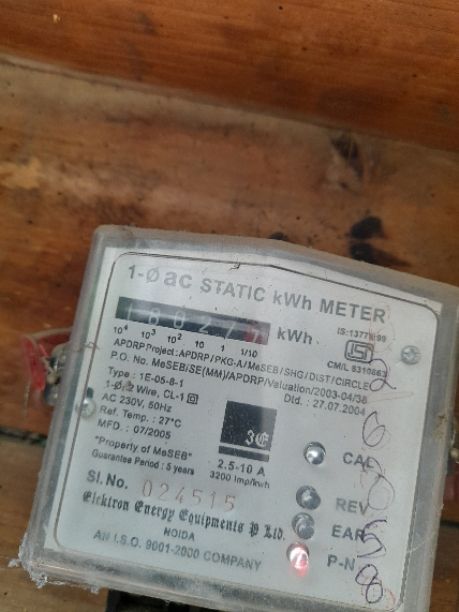 1-Ø ac STATIC kWh METER
18027 kWh
IS:13779:99
10⁴ 10³ 10² 10 1 1/10
ISI
CM/L 8310663
APDRP Project : APDRP/PKG-A/MeSEB/SHG/DIST/CIRCLE
P.O. No. MeSEB/SE(MM)/APDRP/Valuation/2003-04/38
Dtd. : 27.07.2004
Type : 1E-05-8-1
1-Ø, 2 Wire, CL-1
AC 230V, 50Hz
Ref. Temp. : 27°C
MFD. : 07/2005
"Property of MeSEB"
Guarantee Period : 5 years
2.5-10 A
3200 Imp/kwh
CAL
REV
EAR
P-N
Sl. No. 024515
Elektron Energy Equipments P Ltd.
NOIDA
AN I.S.O. 9001-2000 COMPANY